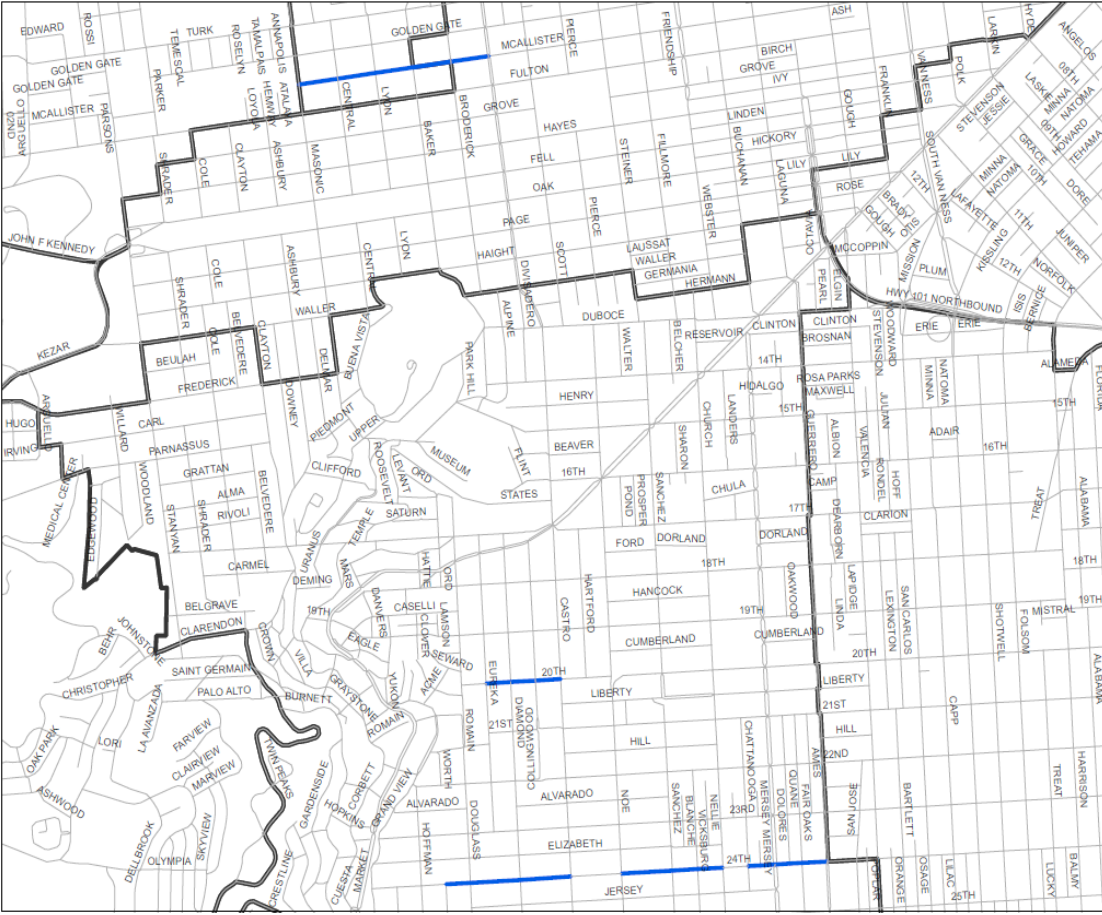 EDWARD
ROSSI
TURK
GOLDEN GATE
GOLDEN GATE
MCALLISTER
ARGUELLO
02ND
PARSONS
TEMESCAL
PARKER
ROSELYN
TAMALPAIS
ANNAPOLIS
LOYOLA
HEMWAY
ATALAYA
GOLDEN GATE
MCALLISTER
PIERCE
FULTON
CENTRAL
LYON
BAKER
BRODERICK
GROVE
HAYES
FELL
OAK
PAGE
HAIGHT
FRIENDSHIP
ASH
BIRCH
GROVE
IVY
LINDEN
HICKORY
LILY
LILY
ROSE
GOUGH
FRANKLIN
VAN NESS
POLK
LARKIN
HYDE
ANGELOS
08TH
LASKIE
MINNA
NATOMA
09TH
HOWARD
GRACE
TEHAMA
10TH
STEVENSON
JESSIE
MINNA
NATOMA
DORE
LAFAYETTE
11TH
JUNIPER
KISSLING
12TH
NORFOLK
ISIS
BERNICE
SOUTH VAN NESS
12TH
BRADY
GOUGH
OTIS
MISSION
PLUM
MCCOPPIN
HWY 101 NORTHBOUND
SHRADER
COLE
CLAYTON
ASHBURY
MASONIC
STEINER
FILLMORE
BUCHANAN
WEBSTER
LAGUNA
OCTAVIA
PIERCE
JOHN F KENNEDY
SHRADER
COLE
ASHBURY
CENTRAL
LYON
SCOTT
DIVISADERO
ALPINE
LAUSSAT
WALLER
GERMANIA
HERMANN
ELGIN
PEARL
KEZAR
WALLER
BEULAH
FREDERICK
COLE
BELVEDERE
CLAYTON
DELMAR
BUENA VISTA
PARK HILL
DUBOCE
WALTER
BELCHER
RESERVOIR
CLINTON
CLINTON
BROSNAN
STEVENSON
WOODWARD
ERIE
ERIE
ALAMEDA
FLORIDA
14TH
HIDALGO
ROSA PARKS
MAXWELL
15TH
15TH
MINNA
NATOMA
JULIAN
HENRY
HUGO
IRVING
ARGUELLO
WILLARD
CARL
PARNASSUS
DOWNEY
PIEDMONT
UPPER
CHURCH
LANDERS
SHARON
GUERRERO
ALBION
VALENCIA
ADAIR
16TH
BEAVER
16TH
FLINT
STATES
MUSEUM
CLIFFORD
ROOSEVELT
LEVANT
ORD
SATURN
TEMPLE
MEDICAL CENTER
EDGEWOOD
WOODLAND
STANYAN
GRATTAN
ALMA
RIVOLI
SHRADER
BELVEDERE
POND
PROSPER
SANCHEZ
CHULA
CAMP
RONDEL
HOFF
CLARION
TREAT
ALABAMA
17TH
DEARBORN
FORD
DORLAND
DORLAND
18TH
18TH
URANUS
MARS
DEMING
CARMEL
HATTIE
ORD
HARTFORD
HANCOCK
OAKWOOD
LAPIDGE
LINDA
LEXINGTON
SAN CARLOS
SHOTWELL
FOLSOM
MISTRAL
19TH
BELGRAVE
CLARENDON
JOHNSTONE
BEHR
19TH
DANVERS
CASELLI
CLOVER
LAMSON
CASTRO
19TH
CUMBERLAND
CUMBERLAND
20TH
CROWN
VILLA
EAGLE
SEWARD
ACME
YUKON
EUREKA
20TH
LIBERTY
LIBERTY
21ST
ALABAMA
SAINT GERMAIN
PALO ALTO
BURNETT
GRAYSTONE
ROMAIN
CHRISTOPHER
LA AVANZADA
OAK PARK
LORI
FARVIEW
CLAIRVIEW
MARVIEW
ROMAIN
21ST
DIAMOND
COLLINGWOOD
HILL
HILL
22ND
CHATTANOOGA
AMES
CAPP
TWIN PEAKS
GARDENSIDE
CORBETT
HOPKINS
GRAND VIEW
WORTH
ALVARADO
ALVARADO
DOUGLASS
HOFFMAN
NOE
SANCHEZ
BLANCHE
VICKSBURG
NELLIE
23RD
MERSEY
MERSEY
DOLORES
QUANE
FAIR OAKS
SAN JOSE
BARTLETT
TREAT
HARRISON
ASHWOOD
DELLBROOK
OLYMPIA
SKYVIEW
CRESTLINE
CUESTA
MARKET
ELIZABETH
24TH
JERSEY
POPLAR
ORANGE
OSAGE
LILAC
25TH
LUCKY
BALMY